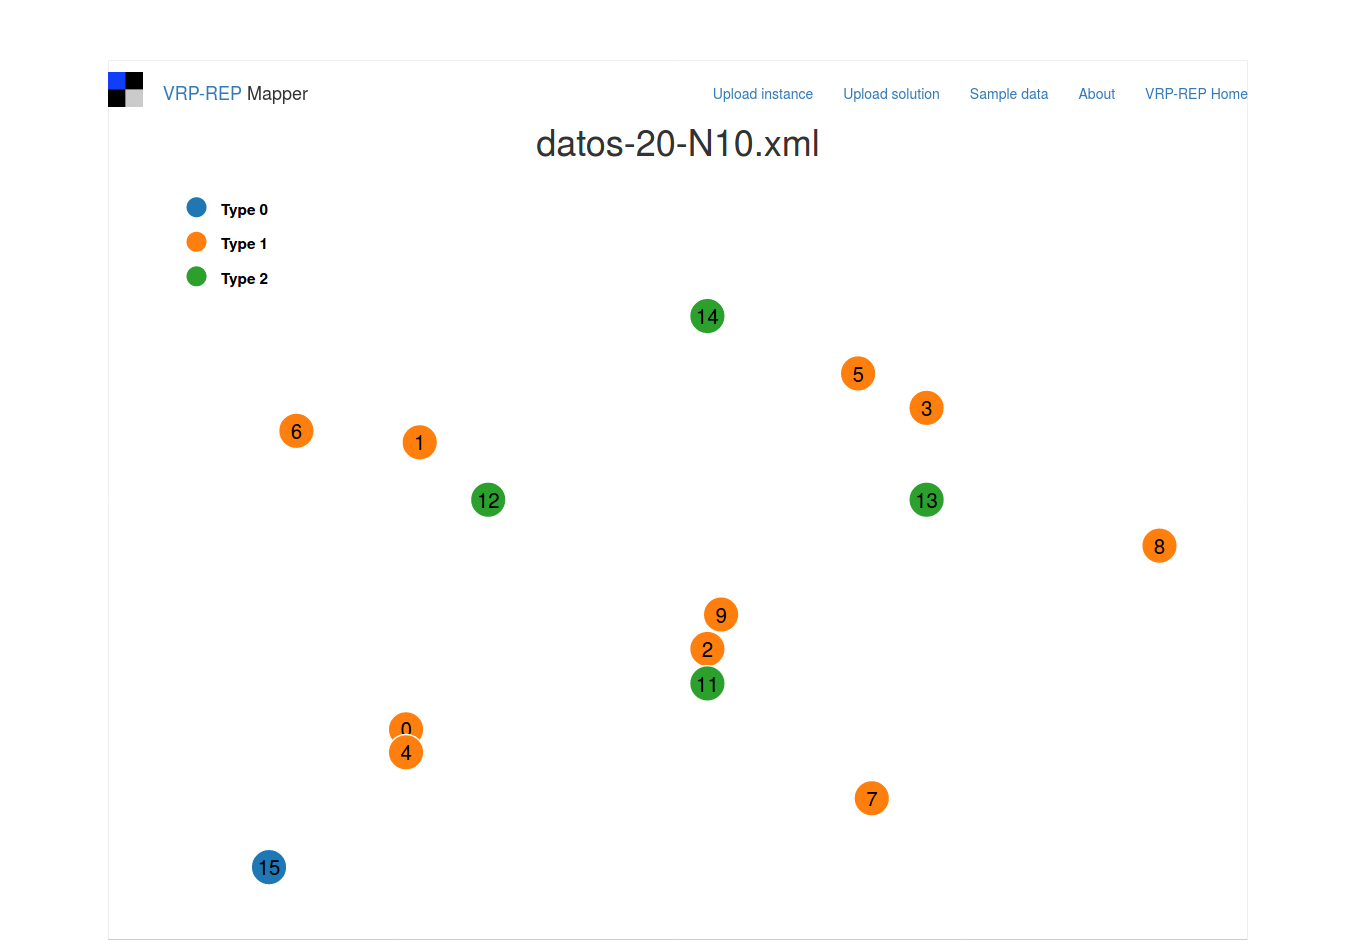 VRP-REP Mapper
Upload instance Upload solution Sample data About VRP-REP Home
datos-20-N10.xml
Type 0
Type 1
Type 2
14
5
3
6
1
12
13
8
9
2
11
0
4
7
15